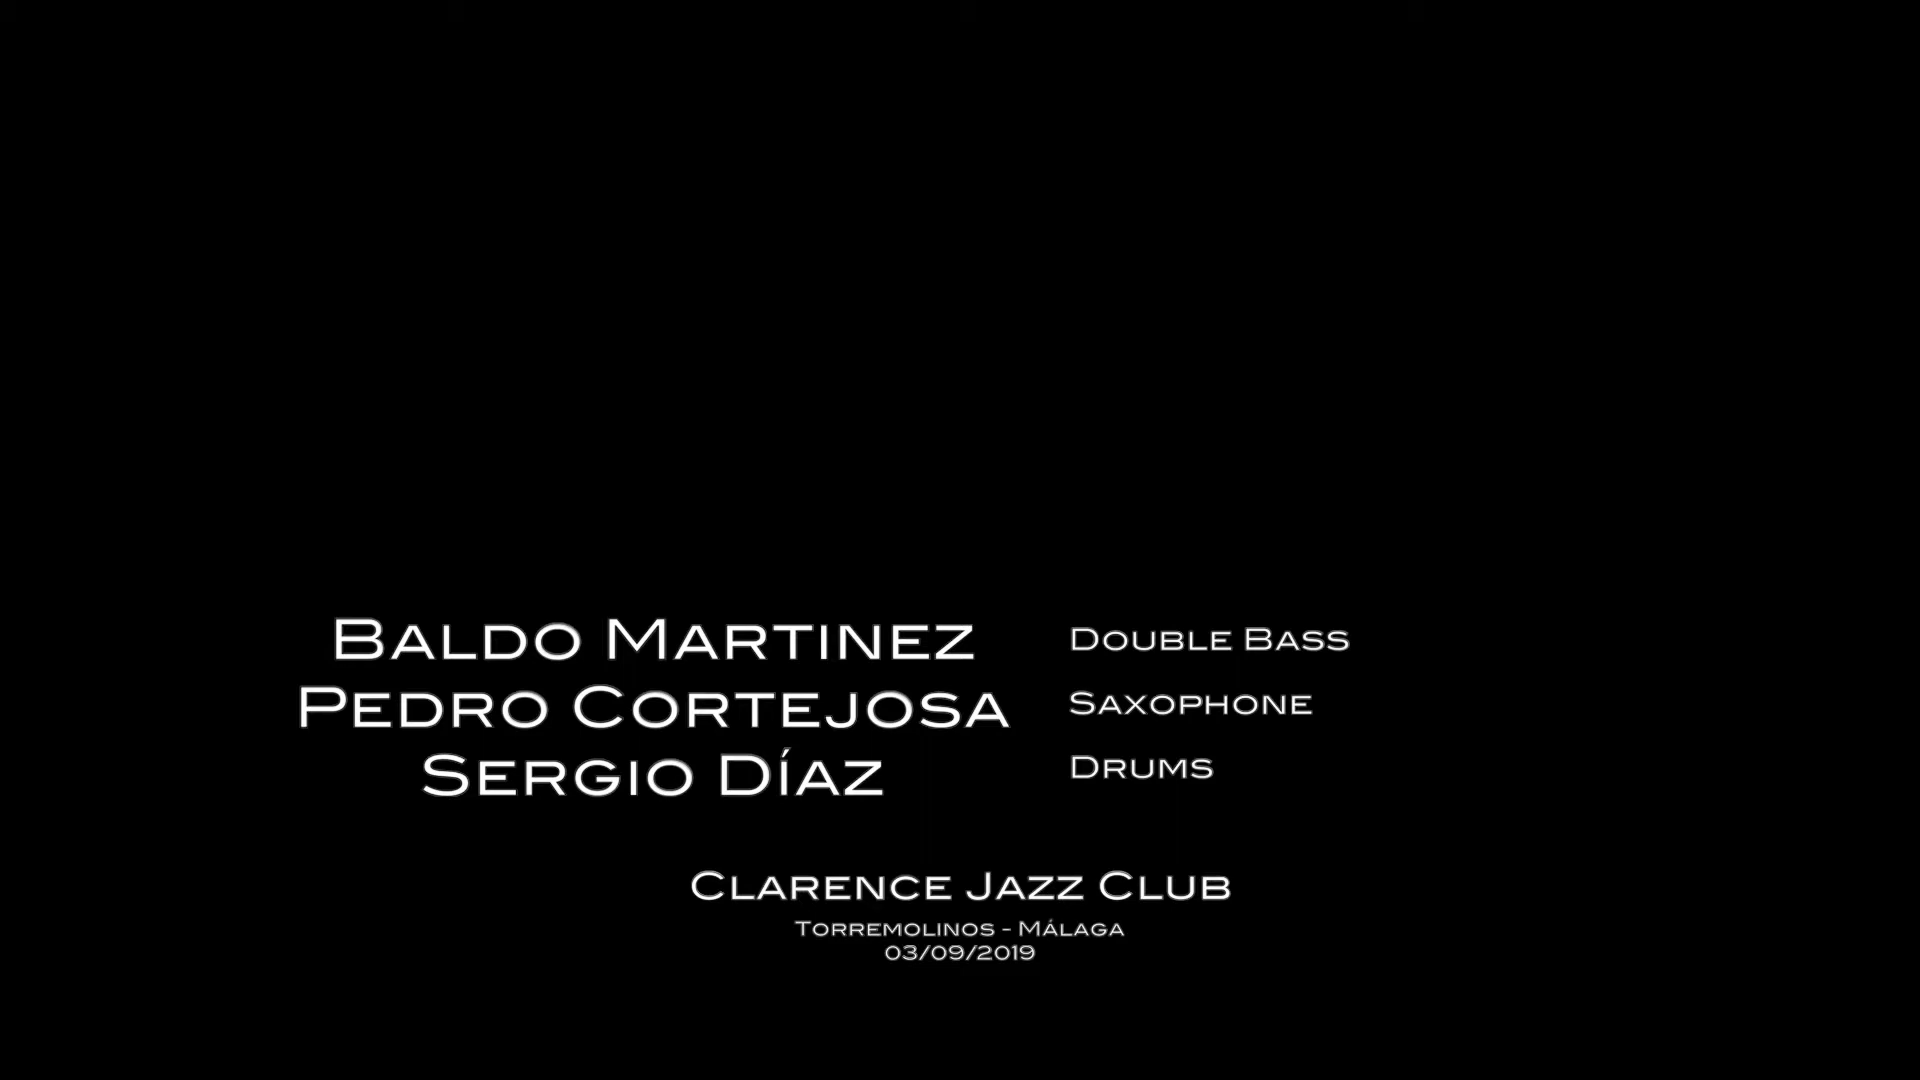 Baldo Martinez Double Bass
Pedro Cortejosa Saxophone
Sergio Díaz Drums
Clarence Jazz Club
Torremolinos - Málaga
03/09/2019